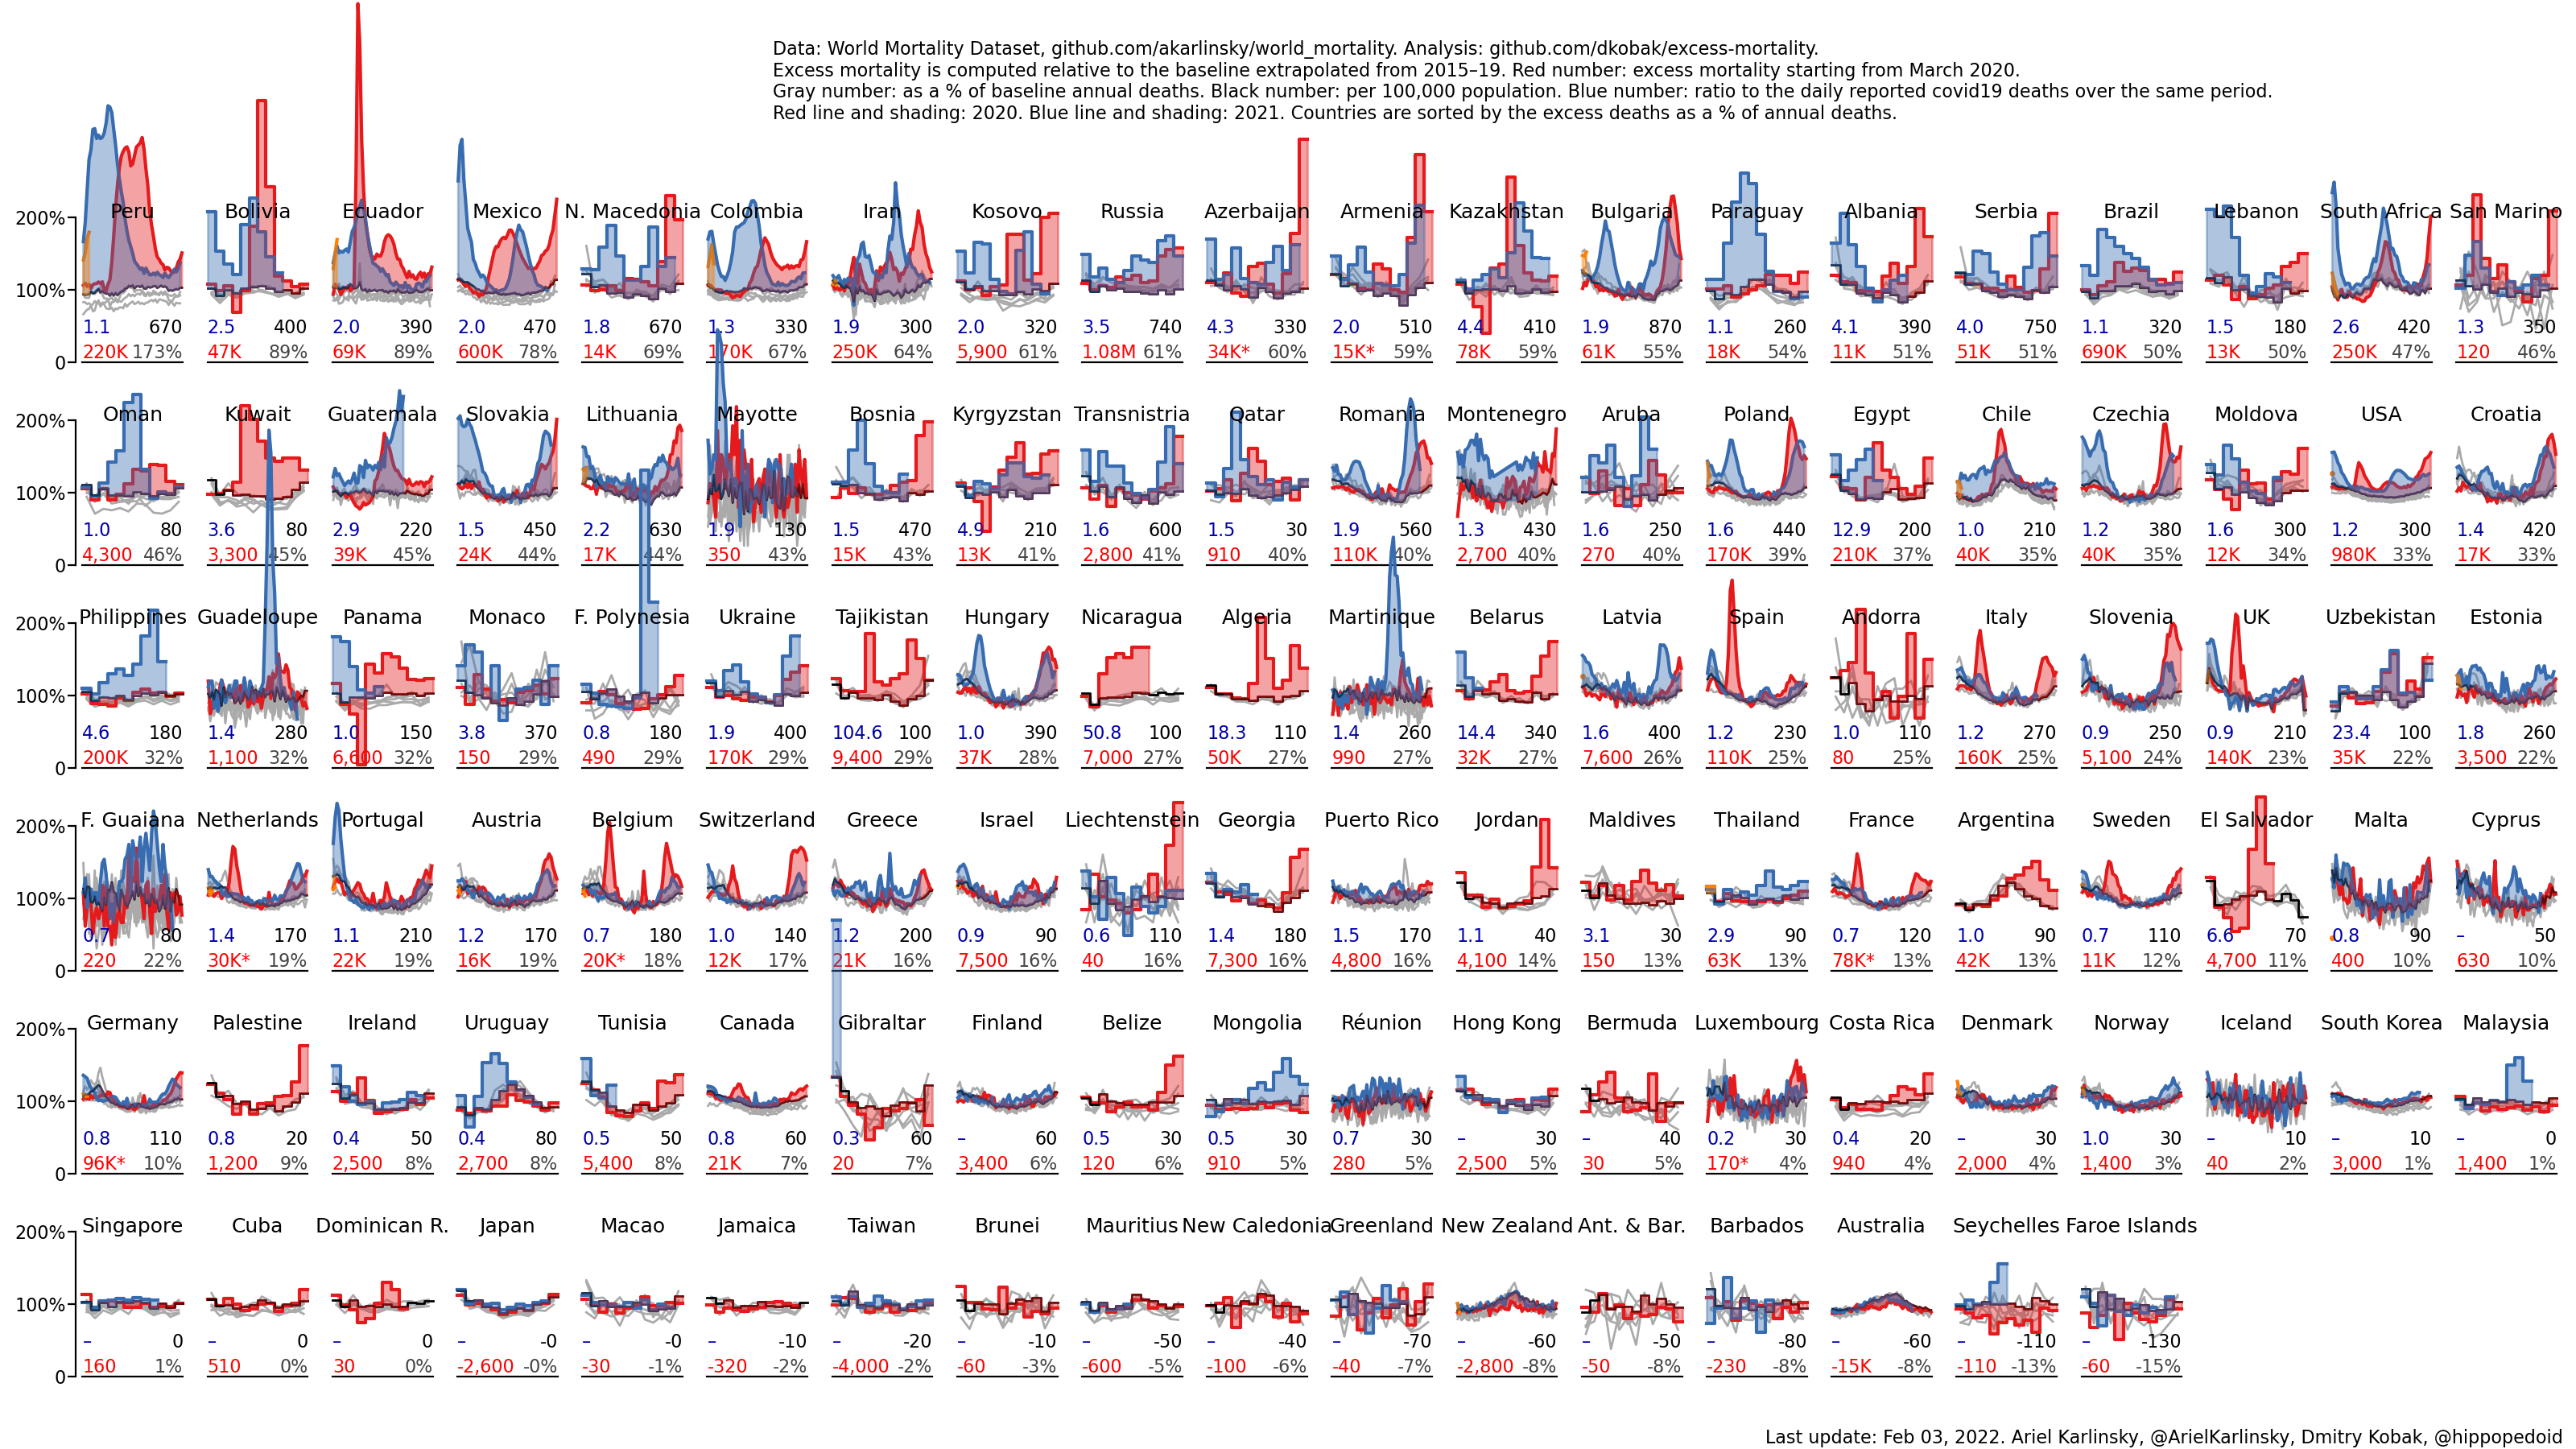 Data: World Mortality Dataset, github.com/akarlinsky/world_mortality. Analysis: github.com/dkobak/excess-mortality.
Excess mortality is computed relative to the baseline extrapolated from 2015–19. Red number: excess mortality starting from March 2020.
Gray number: as a % of baseline annual deaths. Black number: per 100,000 population. Blue number: ratio to the daily reported covid19 deaths over the same period.
Red line and shading: 2020. Blue line and shading: 2021. Countries are sorted by the excess deaths as a % of annual deaths.
200% Peru Bolivia Ecuador Mexico N. Macedonia Colombia Iran Kosovo Russia Azerbaijan Armenia Kazakhstan Bulgaria Paraguay Albania Serbia Brazil Lebanon South Africa San Marino
100%
1.1 670 2.5 400 2.0 390 2.0 470 1.8 670 1.3 330 1.9 300 2.0 320 3.5 740 4.3 330 2.0 510 4.4 410 1.9 870 1.1 260 4.1 390 4.0 750 1.1 320 1.5 180 2.6 420 1.3 350
0 220K 173% 47K 89% 69K 89% 600K 78% 14K 69% 170K 67% 250K 64% 5,900 61% 1.08M 61% 34K* 60% 15K* 59% 78K 59% 61K 55% 18K 54% 11K 51% 51K 51% 690K 50% 13K 50% 250K 47% 120 46%
200% Oman Kuwait Guatemala Slovakia Lithuania Mayotte Bosnia Kyrgyzstan Transnistria Qatar Romania Montenegro Aruba Poland Egypt Chile Czechia Moldova USA Croatia
100%
1.0 80 3.6 80 2.9 220 1.5 450 2.2 630 1.9 130 1.5 470 4.9 210 1.6 600 1.5 30 1.9 560 1.3 430 1.6 250 1.6 440 12.9 200 1.0 210 1.2 380 1.6 300 1.2 300 1.4 420
0 4,300 46% 3,300 45% 39K 45% 24K 44% 17K 44% 350 43% 15K 43% 13K 41% 2,800 41% 910 40% 110K 40% 2,700 40% 270 40% 170K 39% 210K 37% 40K 35% 40K 35% 12K 34% 980K 33% 17K 33%
200% Philippines Guadeloupe Panama Monaco F. Polynesia Ukraine Tajikistan Hungary Nicaragua Algeria Martinique Belarus Latvia Spain Andorra Italy Slovenia UK Uzbekistan Estonia
100%
4.6 180 1.4 280 1.0 150 3.8 370 0.8 180 1.9 400 104.6 100 1.0 390 50.8 100 18.3 110 1.4 260 14.4 340 1.6 400 1.2 230 1.0 110 1.2 270 0.9 250 0.9 210 23.4 100 1.8 260
0 200K 32% 1,100 32% 6,600 32% 150 29% 490 29% 170K 29% 9,400 29% 37K 28% 7,000 27% 50K 27% 990 27% 32K 27% 7,600 26% 110K 25% 80 25% 160K 25% 5,100 24% 140K 23% 35K 22% 3,500 22%
200% F. Guaiana Netherlands Portugal Austria Belgium Switzerland Greece Israel Liechtenstein Georgia Puerto Rico Jordan Maldives Thailand France Argentina Sweden El Salvador Malta Cyprus
100%
0.7 80 1.4 170 1.1 210 1.2 170 0.7 180 1.0 140 1.2 200 0.9 90 0.6 110 1.4 180 1.5 170 1.1 40 3.1 30 2.9 90 0.7 120 1.0 90 0.7 110 6.6 70 0.8 90 – 50
0 220 22% 30K* 19% 22K 19% 16K 19% 20K* 18% 12K 17% 21K 16% 7,500 16% 40 16% 7,300 16% 4,800 16% 4,100 14% 150 13% 63K 13% 78K* 13% 42K 13% 11K 12% 4,700 11% 400 10% 630 10%
200% Germany Palestine Ireland Uruguay Tunisia Canada Gibraltar Finland Belize Mongolia Réunion Hong Kong Bermuda Luxembourg Costa Rica Denmark Norway Iceland South Korea Malaysia
100%
0.8 110 0.8 20 0.4 50 0.4 80 0.5 50 0.8 60 0.3 60 – 60 0.5 30 0.5 30 0.7 30 – 30 – 40 0.2 30 0.4 20 – 30 1.0 30 – 10 – 10 – 0
0 96K* 10% 1,200 9% 2,500 8% 2,700 8% 5,400 8% 21K 7% 20 7% 3,400 6% 120 6% 910 5% 280 5% 2,500 5% 30 5% 170* 4% 940 4% 2,000 4% 1,400 3% 40 2% 3,000 1% 1,400 1%
200% Singapore Cuba Dominican R. Japan Macao Jamaica Taiwan Brunei Mauritius New Caledonia Greenland New Zealand Ant. & Bar. Barbados Australia Seychelles Faroe Islands
100%
– 0 – 0 – 0 – -0 – -0 – -10 – -20 – -10 – -50 – -40 – -70 – -60 – -50 – -80 – -60 – -110 – -130
0 160 1% 510 0% 30 0% -2,600 -0% -30 -1% -320 -2% -4,000 -2% -60 -3% -600 -5% -100 -6% -40 -7% -2,800 -8% -50 -8% -230 -8% -15K -8% -110 -13% -60 -15%
Last update: Feb 03, 2022. Ariel Karlinsky, @ArielKarlinsky, Dmitry Kobak, @hippopedoid